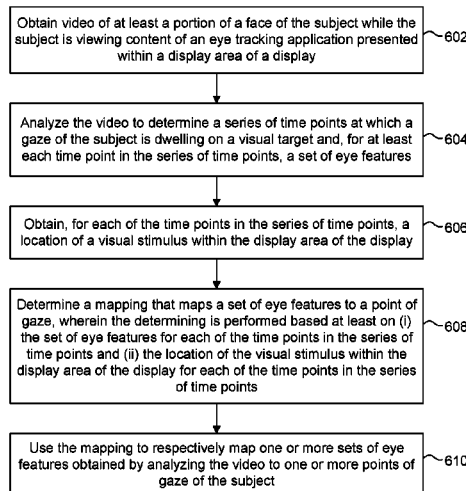 Obtain video of at least a portion of a face of the subject while the
subject is viewing content of an eye tracking application presented
within a display area of a display
602
Analyze the video to determine a series of time points at which a
gaze of the subject is dwelling on a visual target and, for at least
each time point in the series of time points, a set of eye features
604
Obtain, for each of the time points in the series of time points, a
location of a visual stimulus within the display area of the display
606
Determine a mapping that maps a set of eye features to a point of
gaze, wherein the determining is performed based at least on (i)
the set of eye features for each of the time points in the series
of time points and (ii) the location of the visual stimulus within the
display area of the display for each of the time points in the series
of time points
608
Use the mapping to respectively map one or more sets of eye
features obtained by analyzing the video to one or more points of
gaze of the subject
610